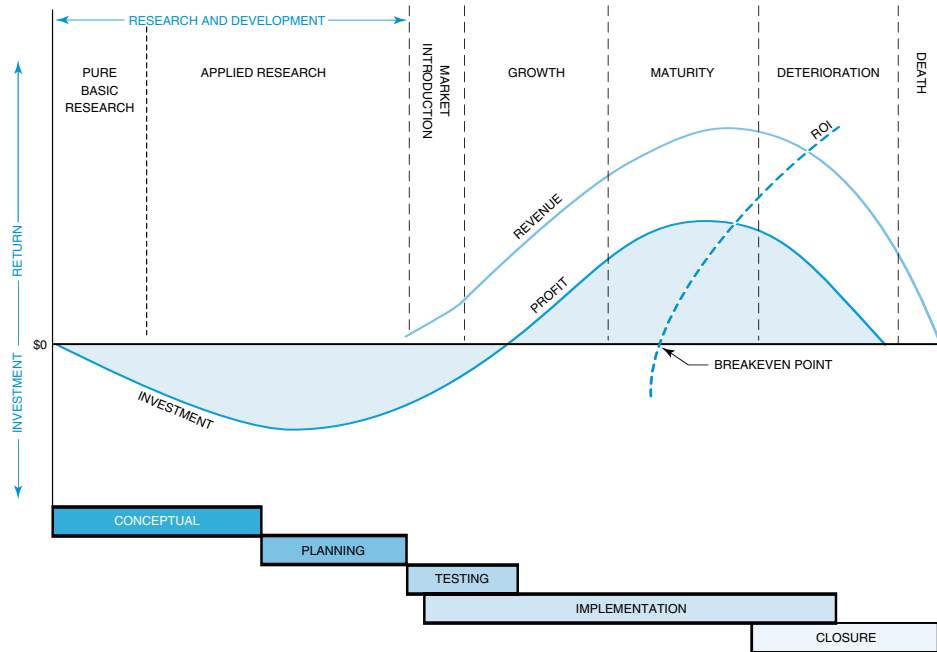 RESEARCH AND DEVELOPMENT
PURE
BASIC
RESEARCH
APPLIED RESEARCH
MARKET
INTRODUCTION
GROWTH
MATURITY
DETERIORATION
DEATH
RETURN
INVESTMENT
$0
REVENUE
PROFIT
ROI
INVESTMENT
BREAKEVEN POINT
CONCEPTUAL
PLANNING
TESTING
IMPLEMENTATION
CLOSURE